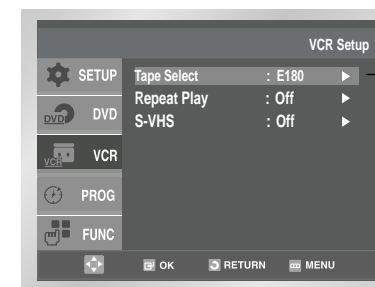 VCR Setup
SETUP
Tape Select : E180
Repeat Play : Off
DVD DVD
S-VHS : Off
VCR VCR
PROG
FUNC
OK RETURN MENU